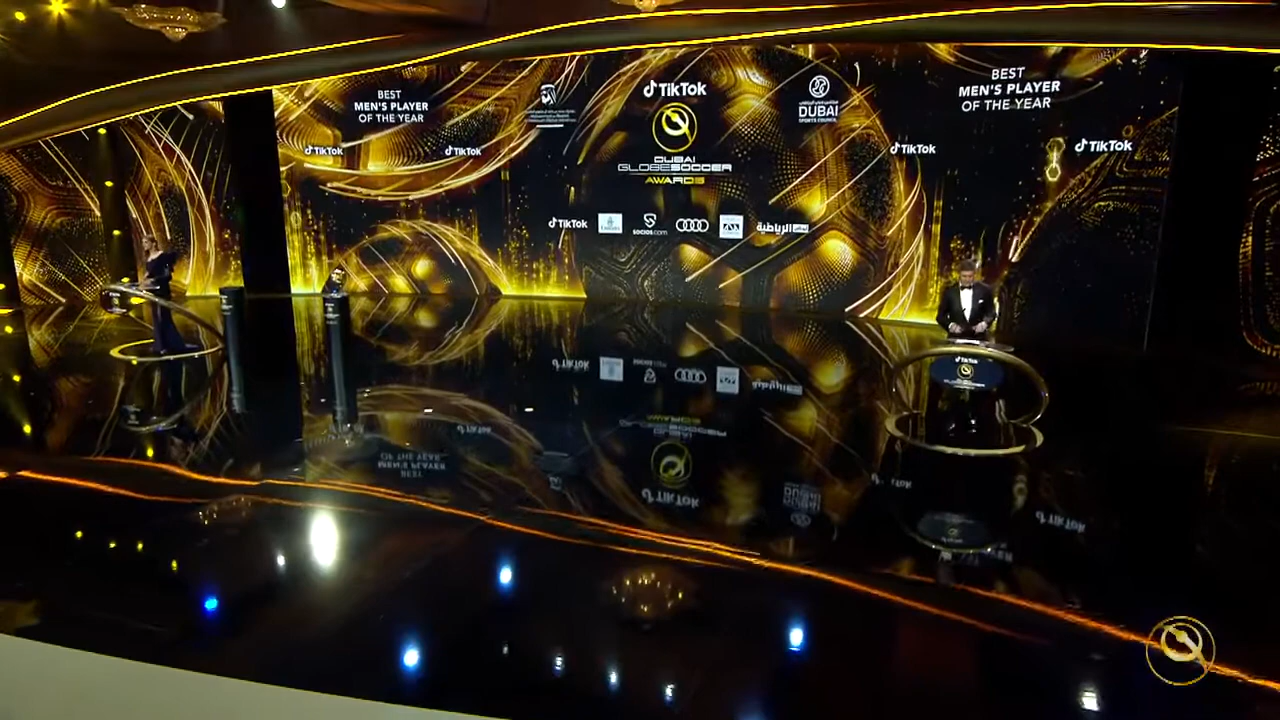 BEST
MEN'S PLAYER
OF THE YEAR
TikTok
TikTok
TikTok
DUBAI
GLOBESOCCER
AWARDS
DUBAI
SPORTS COUNCIL
BEST
MEN'S PLAYER
OF THE YEAR
TikTok
TikTok
TikTok
socios.com
الرياضية
TikTok